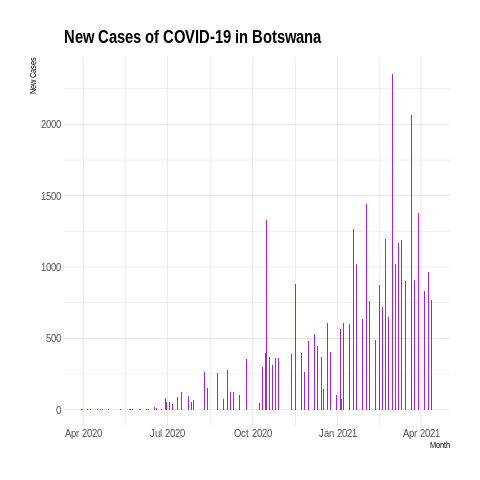 New Cases of COVID-19 in Botswana
New Cases
2000
1500
1000
500
0
Apr 2020 Jul 2020 Oct 2020 Jan 2021 Apr 2021
Month